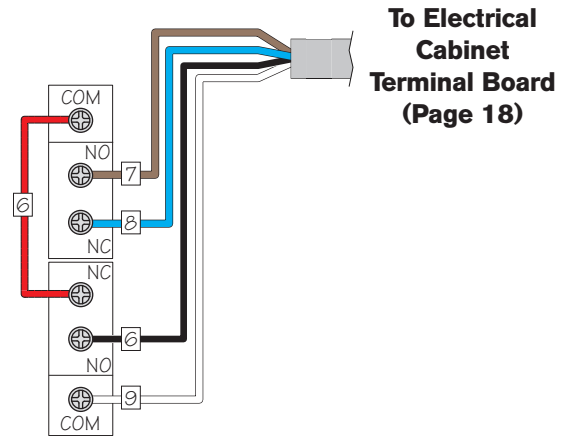 To Electrical
Cabinet
Terminal Board
(Page 18)
COM
NO
7
6
8
NC
NC
6
NO
9
COM